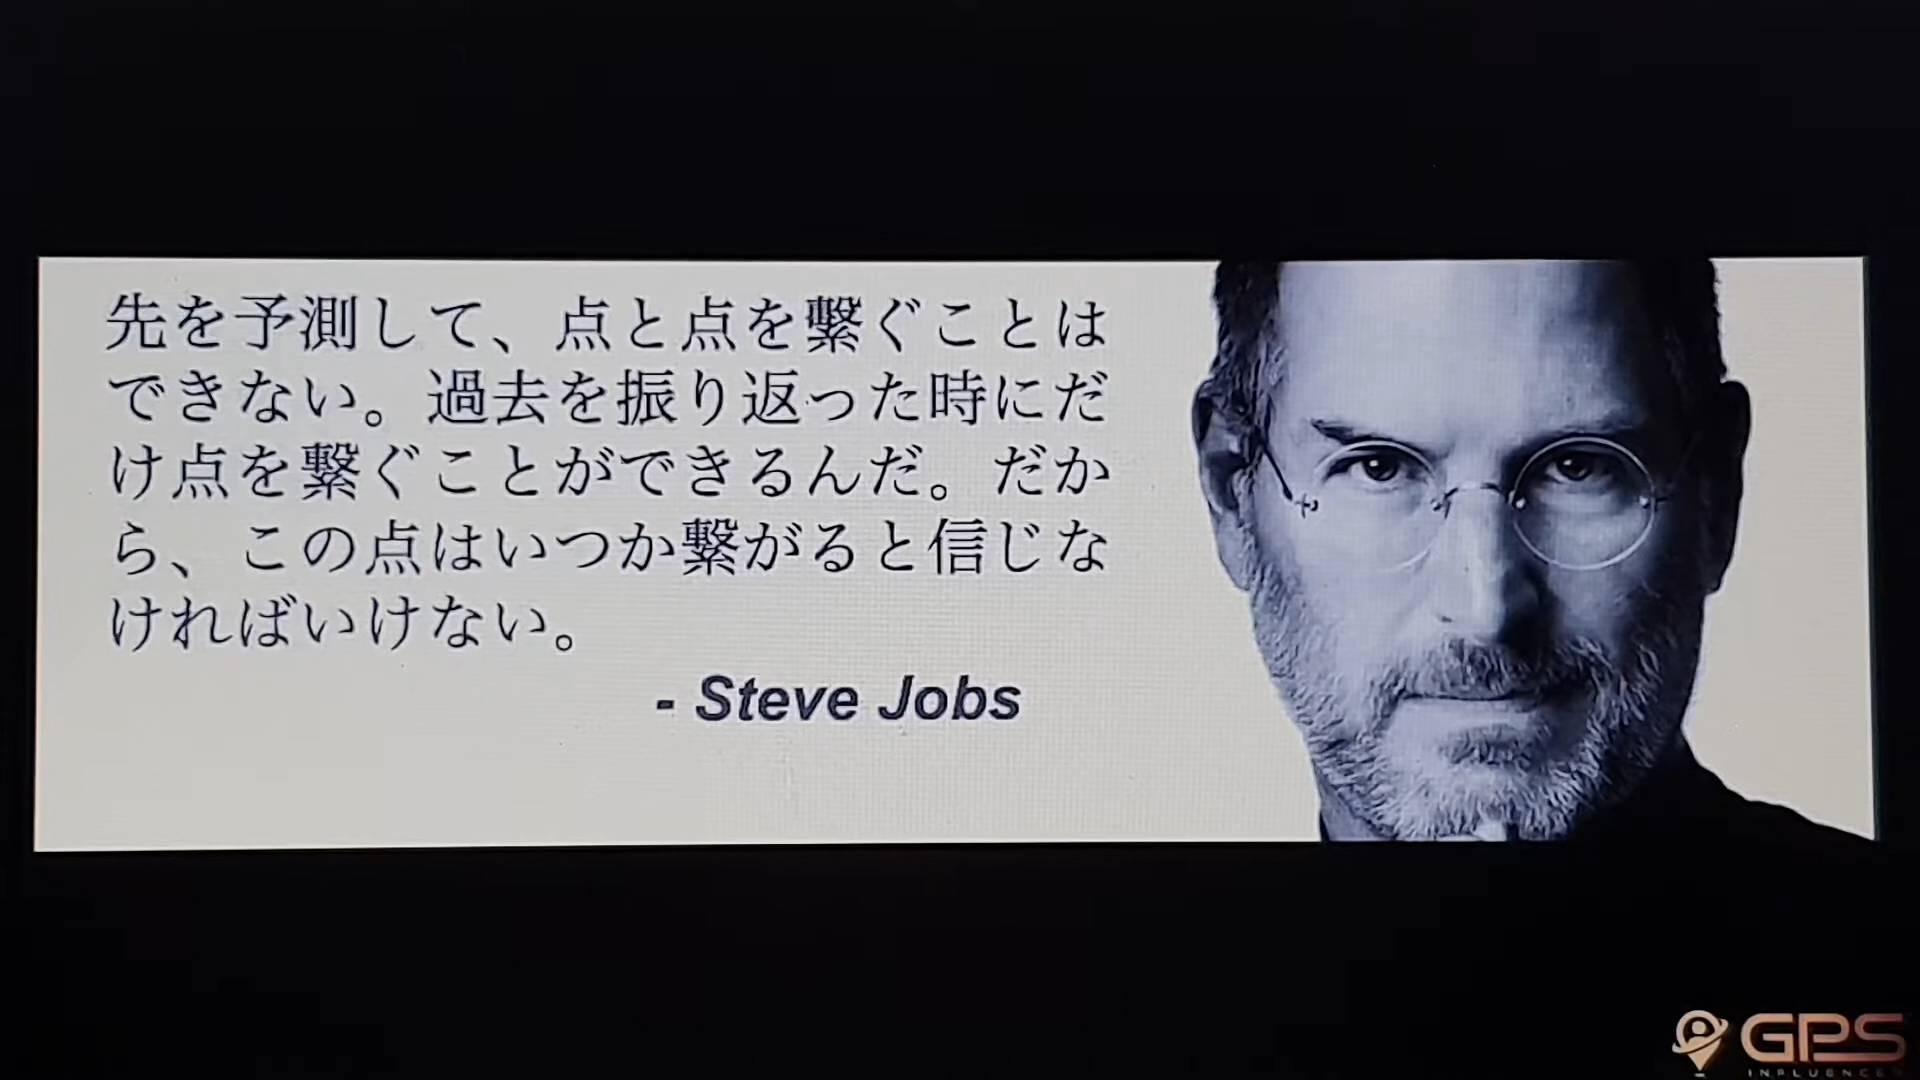 先を予測して、点と点を繋ぐことは
できない。過去を振り返った時にだ
け点を繋ぐことができるんだ。だか
ら、この点はいつか繋がると信じな
ければいけない。
- Steve Jobs
GPS
INFLUENCER